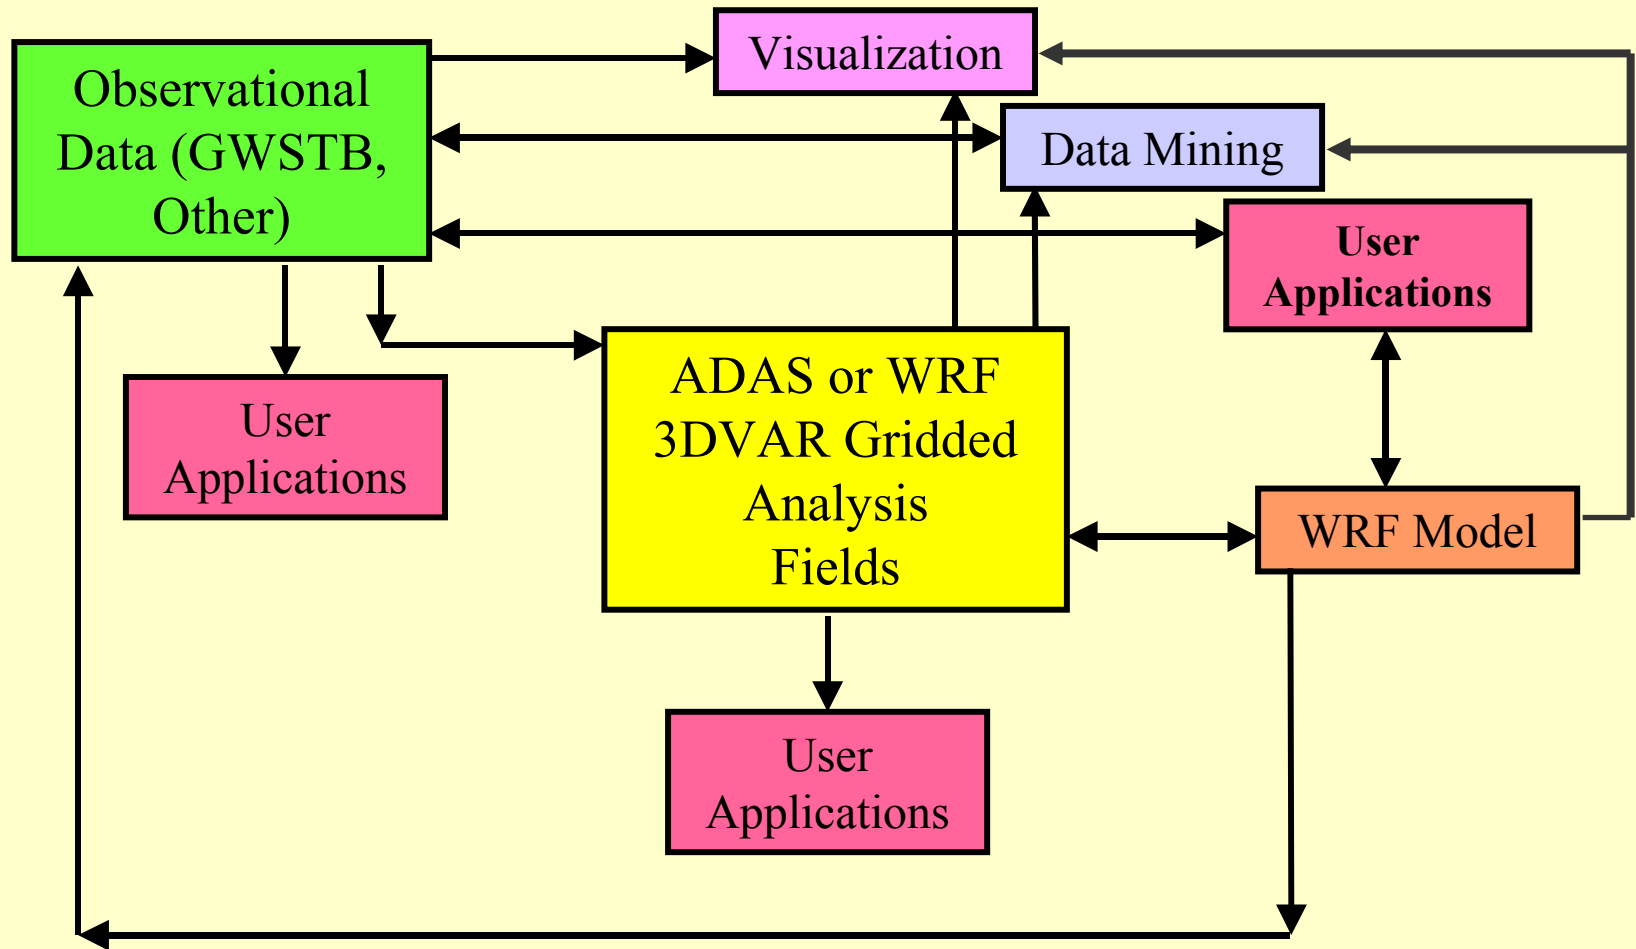 Visualization
Observational
Data (GWSTB,
Other)
Data Mining
User
Applications
ADAS or WRF
3DVAR Gridded
Analysis
Fields
User
Applications
WRF Model
User
Applications